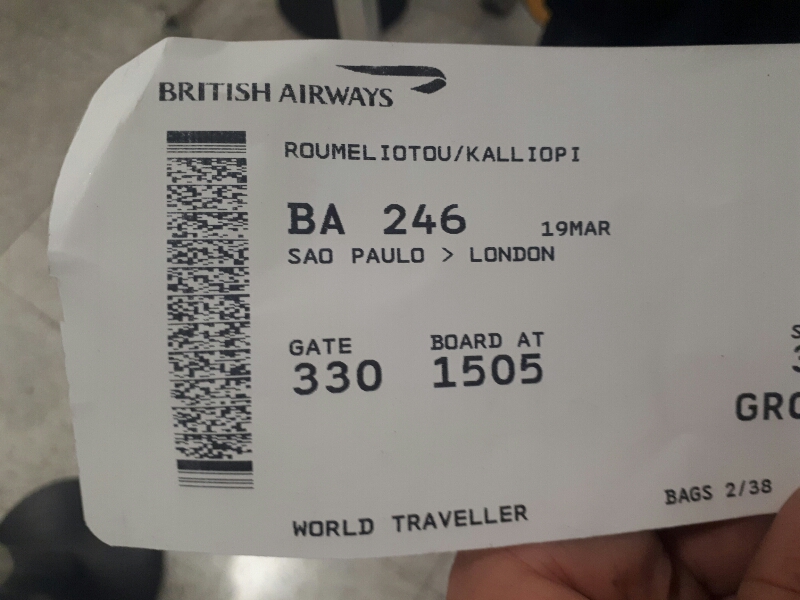 BRITISH AIRWAYS
ROUMELIOTOU/KALLIOPI
BA 246 19MAR
SAO PAULO > LONDON
GATE BOARD AT
330 1505
BAGS 2/38
WORLD TRAVELLER